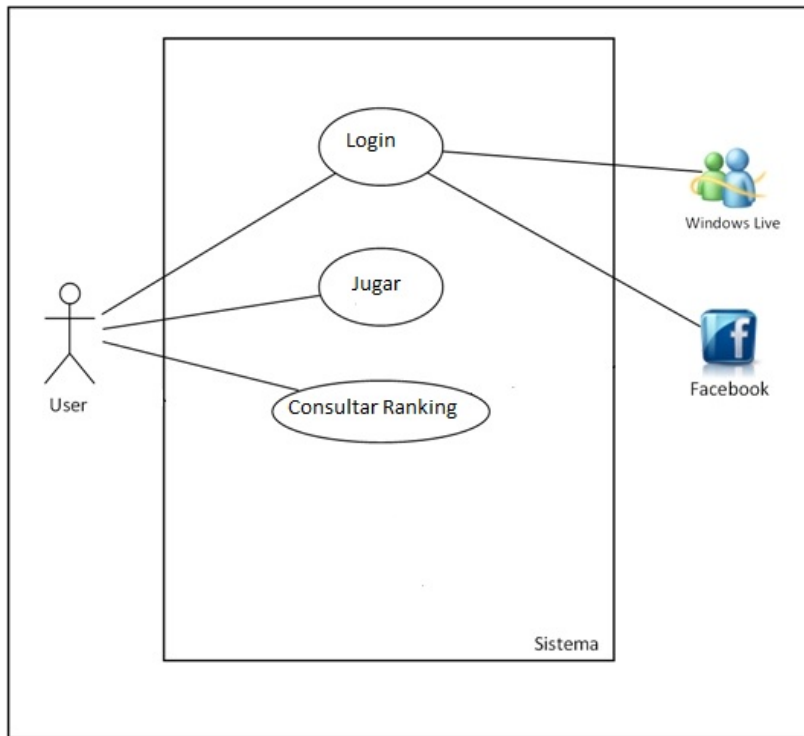 Login
Windows Live
Jugar
User
Consultar Ranking
f
Facebook
Sistema